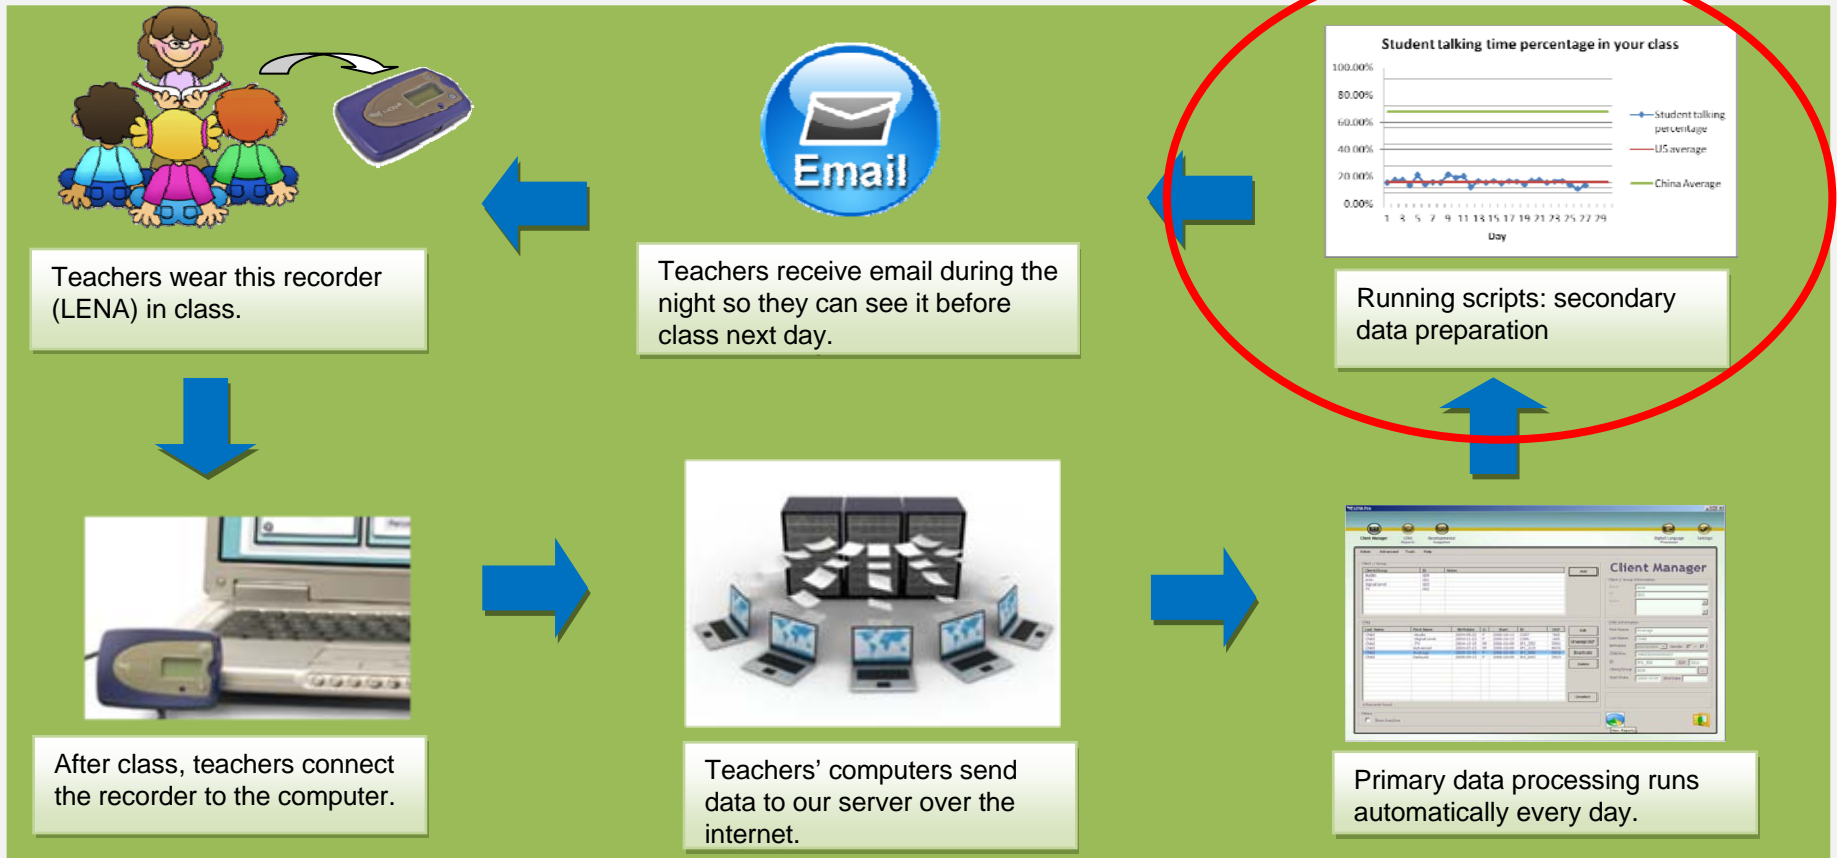 Teachers wear this recorder
(LENA) in class.
Email
Teachers receive email during the
night so they can see it before
class next day.
Student talking time percentage in your class
100.00%
80.00%
60.00%
40.00%
20.00%
0.00%
1 3 5 7 9 11 13 15 17 19 21 23 25 27 29
Day
Student talking
percentage
US average
China Average
Running scripts: secondary
data preparation
After class, teachers connect
the recorder to the computer.
Teachers’ computers send
data to our server over the
internet.
Client Manager
Primary data processing runs
automatically every day.